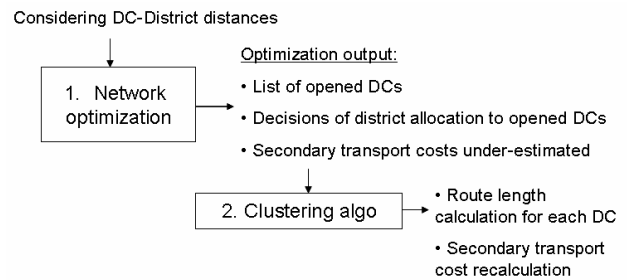 Considering DC-District distances
Optimization output:
1. Network
optimization
• List of opened DCs
• Decisions of district allocation to opened DCs
• Secondary transport costs under-estimated
2. Clustering algo
• Route length
calculation for each DC
• Secondary transport
cost recalculation